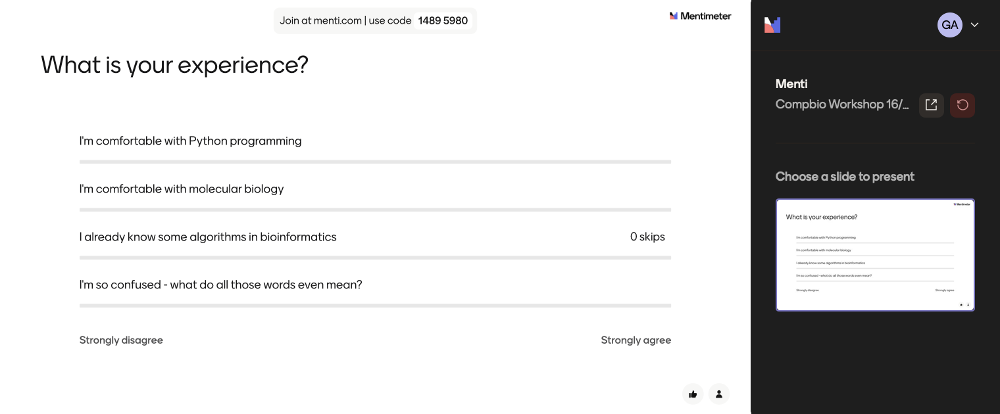 Join at menti.com | use code 1489 5980
Mentimeter
What is your experience?
I'm comfortable with Python programming
I'm comfortable with molecular biology
I already know some algorithms in bioinformatics
0 skips
I'm so confused - what do all those words even mean?
Strongly disagree
Strongly agree
GA
Menti
Compbio Workshop 16/...
Choose a slide to present
Mentimeter
What is your experience?
I'm comfortable with Python programming
I'm comfortable with molecular biology
I already know some algorithms in bioinformatics
I'm so confused - what do all those words even mean?
Strongly disagree
Strongly agree